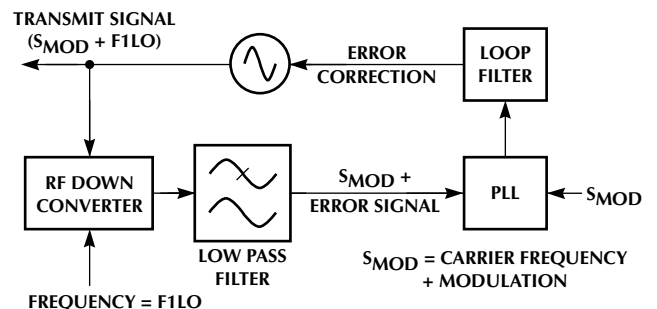 TRANSMIT SIGNAL
(SMOD + F1LO)
ERROR
CORRECTION
LOOP
FILTER
RF DOWN
CONVERTER
SMOD +
ERROR SIGNAL
PLL
SMOD
LOW PASS
FILTER
SMOD = CARRIER FREQUENCY
+ MODULATION
FREQUENCY = F1LO